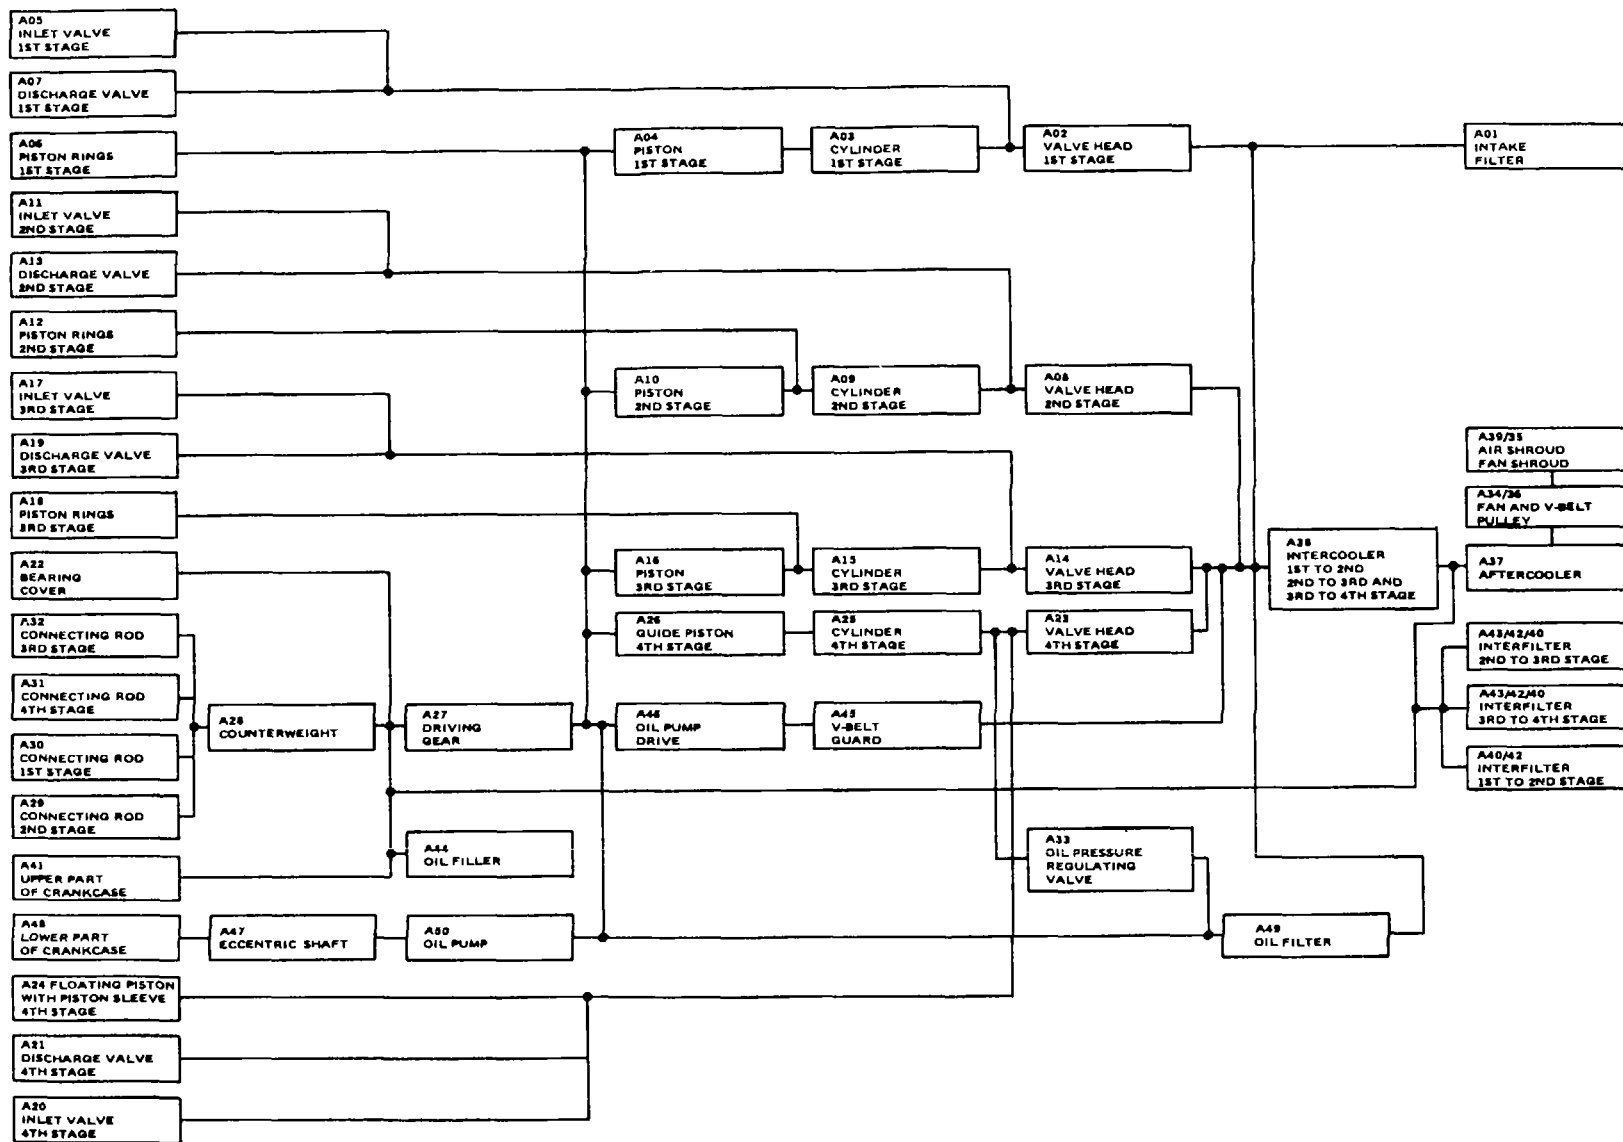 A05
INLET VALVE
1ST STAGE
A07
DISCHARGE VALVE
1ST STAGE
A06
PISTON RINGS
1ST STAGE
A04
PISTON
1ST STAGE
A03
CYLINDER
1ST STAGE
A02
VALVE HEAD
1ST STAGE
A01
INTAKE
FILTER
A11
INLET VALVE
2ND STAGE
A13
DISCHARGE VALVE
2ND STAGE
A12
PISTON RINGS
2ND STAGE
A17
INLET VALVE
3RD STAGE
A10
PISTON
2ND STAGE
A09
CYLINDER
2ND STAGE
A08
VALVE HEAD
2ND STAGE
A19
DISCHARGE VALVE
3RD STAGE
A39/35
AIR SHROUD
FAN SHROUD
A18
PISTON RINGS
3RD STAGE
A34/36
FAN AND V-BELT
PULLEY
A22
BEARING
COVER
A16
PISTON
3RD STAGE
A15
CYLINDER
3RD STAGE
A14
VALVE HEAD
3RD STAGE
A38
INTERCOOLER
1ST TO 2ND
2ND TO 3RD AND
3RD TO 4TH STAGE
A37
AFTERCOOLER
A32
CONNECTING ROD
3RD STAGE
A26
GUIDE PISTON
4TH STAGE
A25
CYLINDER
4TH STAGE
A23
VALVE HEAD
4TH STAGE
A43/42/40
INTERFILTER
2ND TO 3RD STAGE
A31
CONNECTING ROD
4TH STAGE
A43/42/40
INTERFILTER
3RD TO 4TH STAGE
A28
COUNTERWEIGHT
A27
DRIVING
GEAR
A46
OIL PUMP
DRIVE
A45
V-BELT
GUARD
A30
CONNECTING ROD
1ST STAGE
A40/42
INTERFILTER
1ST TO 2ND STAGE
A29
CONNECTING ROD
2ND STAGE
A44
OIL FILLER
A33
OIL PRESSURE
REGULATING
VALVE
A41
UPPER PART
OF CRANKCASE
A48
LOWER PART
OF CRANKCASE
A47
ECCENTRIC SHAFT
A50
OIL PUMP
A49
OIL FILTER
A24 FLOATING PISTON
WITH PISTON SLEEVE
4TH STAGE
A21
DISCHARGE VALVE
4TH STAGE
A20
INLET VALVE
4TH STAGE